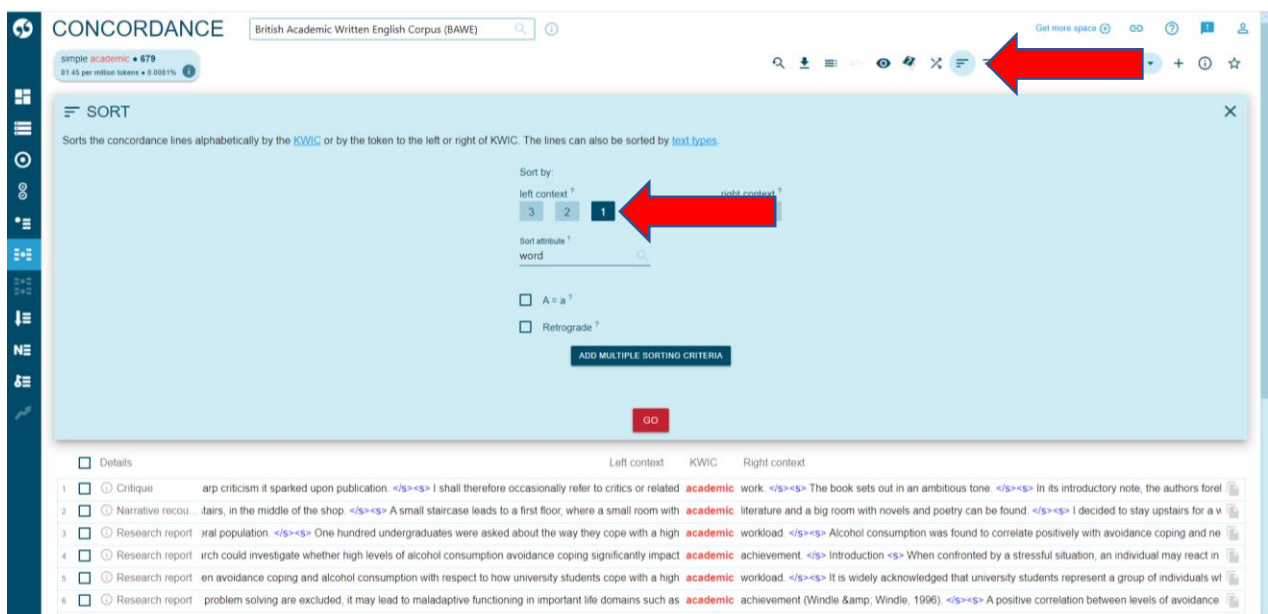 CONCORDANCE British Academic Written English Corpus (BAWE) Get more space
simple academic • 679
81.45 per million tokens • 0.0081%
SORT
Sorts the concordance lines alphabetically by the KWIC or by the token to the left or right of KWIC. The lines can also be sorted by text types.
Sort by:
left context ? right context ?
3 2 1
Sort attribute ?
word
A = a ?
Retrograde ?
ADD MULTIPLE SORTING CRITERIA
GO
Details Left context KWIC Right context
1 Critique arp criticism it sparked upon publication. </s><s> I shall therefore occasionally refer to critics or related academic work. </s><s> The book sets out in an ambitious tone. </s><s> In its introductory note, the authors forel
2 Narrative recou... .tairs, in the middle of the shop. </s><s> A small staircase leads to a first floor, where a small room with academic literature and a big room with novels and poetry can be found. </s><s> I decided to stay upstairs for a
3 Research report eral population. </s><s> One hundred undergraduates were asked about the way they cope with a high academic workload. </s><s> Alcohol consumption was found to correlate positively with avoidance coping and ne
4 Research report irch could investigate whether high levels of alcohol consumption avoidance coping significantly impact academic achievement. </s> Introduction <s> When confronted by a stressful situation, an individual may react in
5 Research report en avoidance coping and alcohol consumption with respect to how university students cope with a high academic workload. </s><s> It is widely acknowledged that university students represent a group of individuals wl
6 Research report problem solving are excluded, it may lead to maladaptive functioning in important life domains such as academic achievement (Windle &amp; Windle, 1996). </s><s> A positive correlation between levels of avoidance